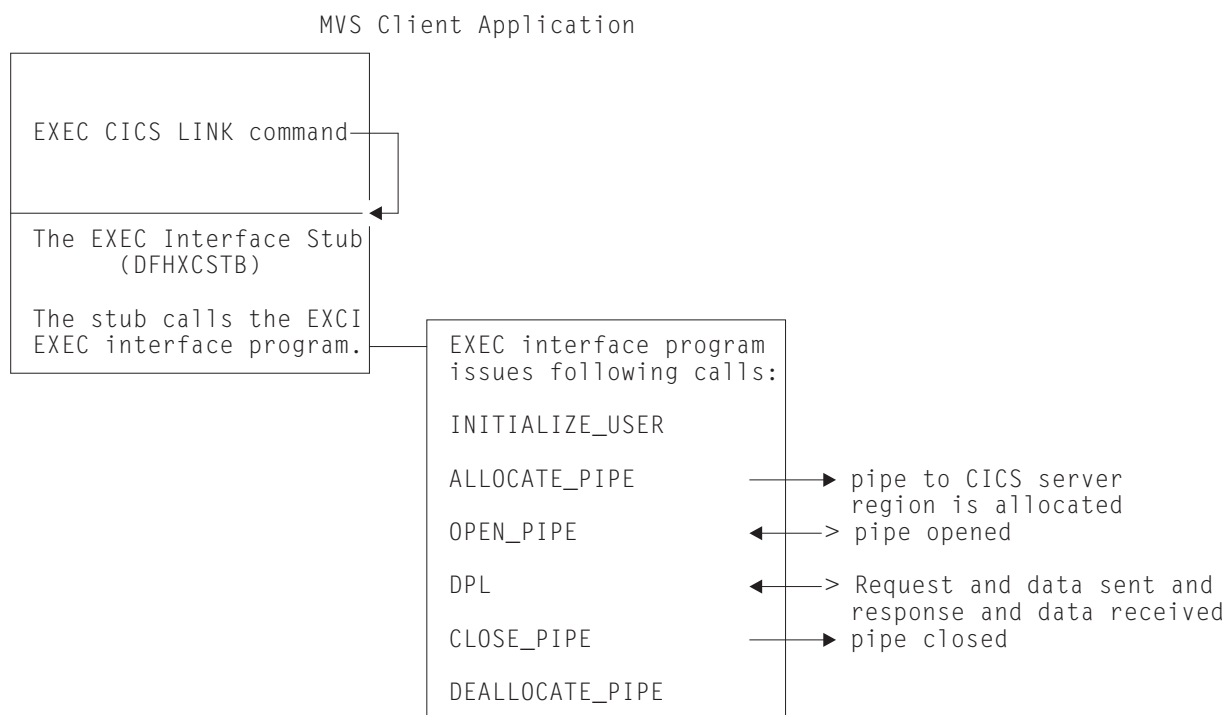 MVS Client Application
EXEC CICS LINK command
The EXEC Interface Stub
(DFHXCSTB)
The stub calls the EXCI
EXEC interface program.
EXEC interface program
issues following calls:
INITIALIZE_USER
ALLOCATE_PIPE
pipe to CICS server
region is allocated
OPEN_PIPE
> pipe opened
DPL
> Request and data sent and
response and data received
CLOSE_PIPE
pipe closed
DEALLOCATE_PIPE